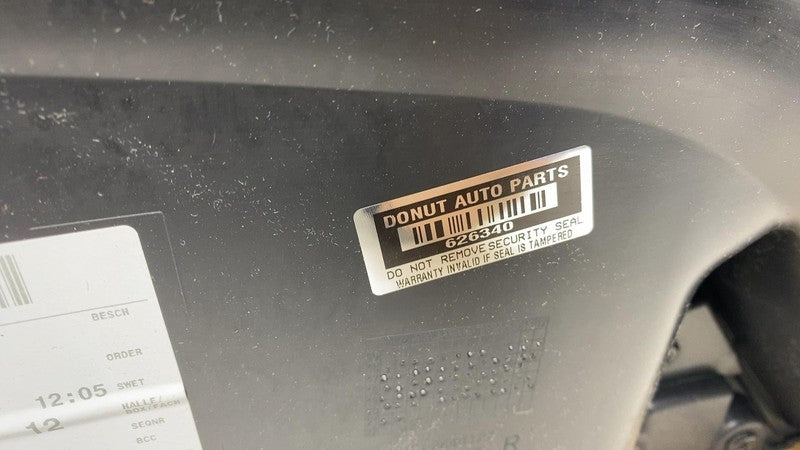 DONUT AUTO PARTS
626340
DO NOT REMOVE SECURITY SEAL
WARRANTY INVALID IF SEAL IS TAMPERED
BESCH
ORDER
12:05 SWET
HALLE/
BOX/FACH
12 SEQNR
BCC
R